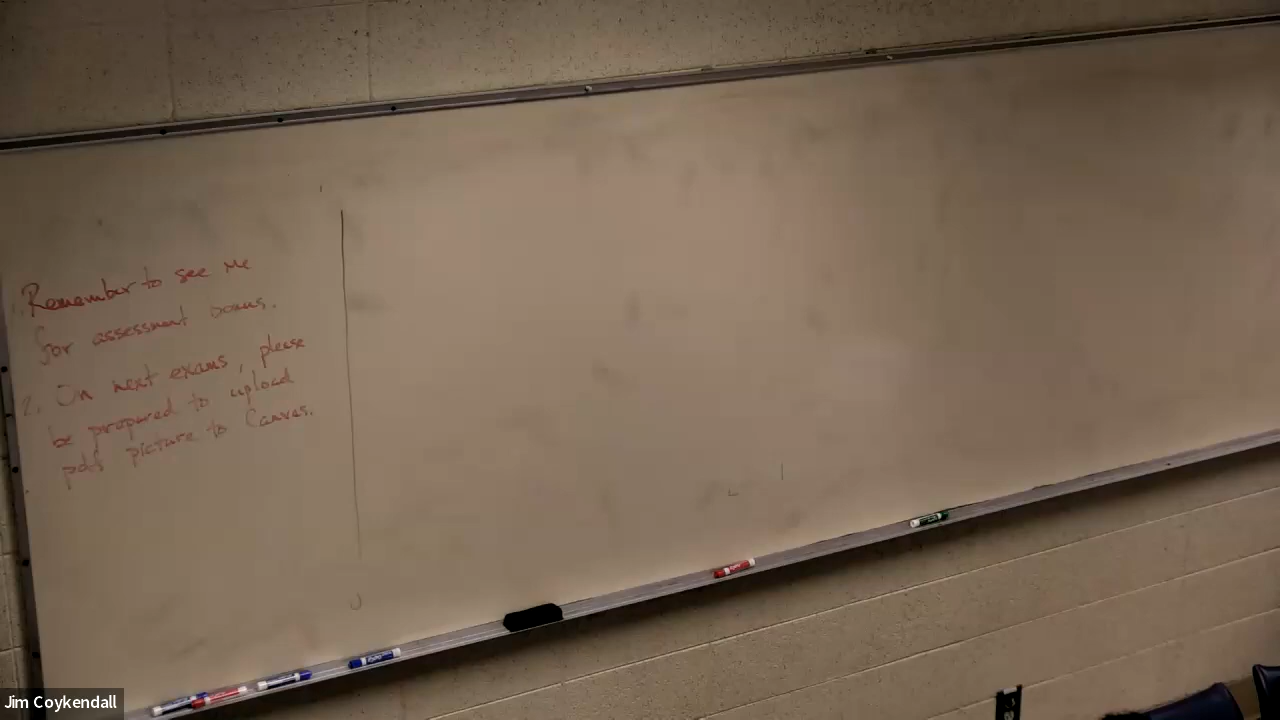 1. Remember to see me
for assessment bonus.
2. On next exams, please
be prepared to upload
pdf picture to Canvas.
Jim Coykendall